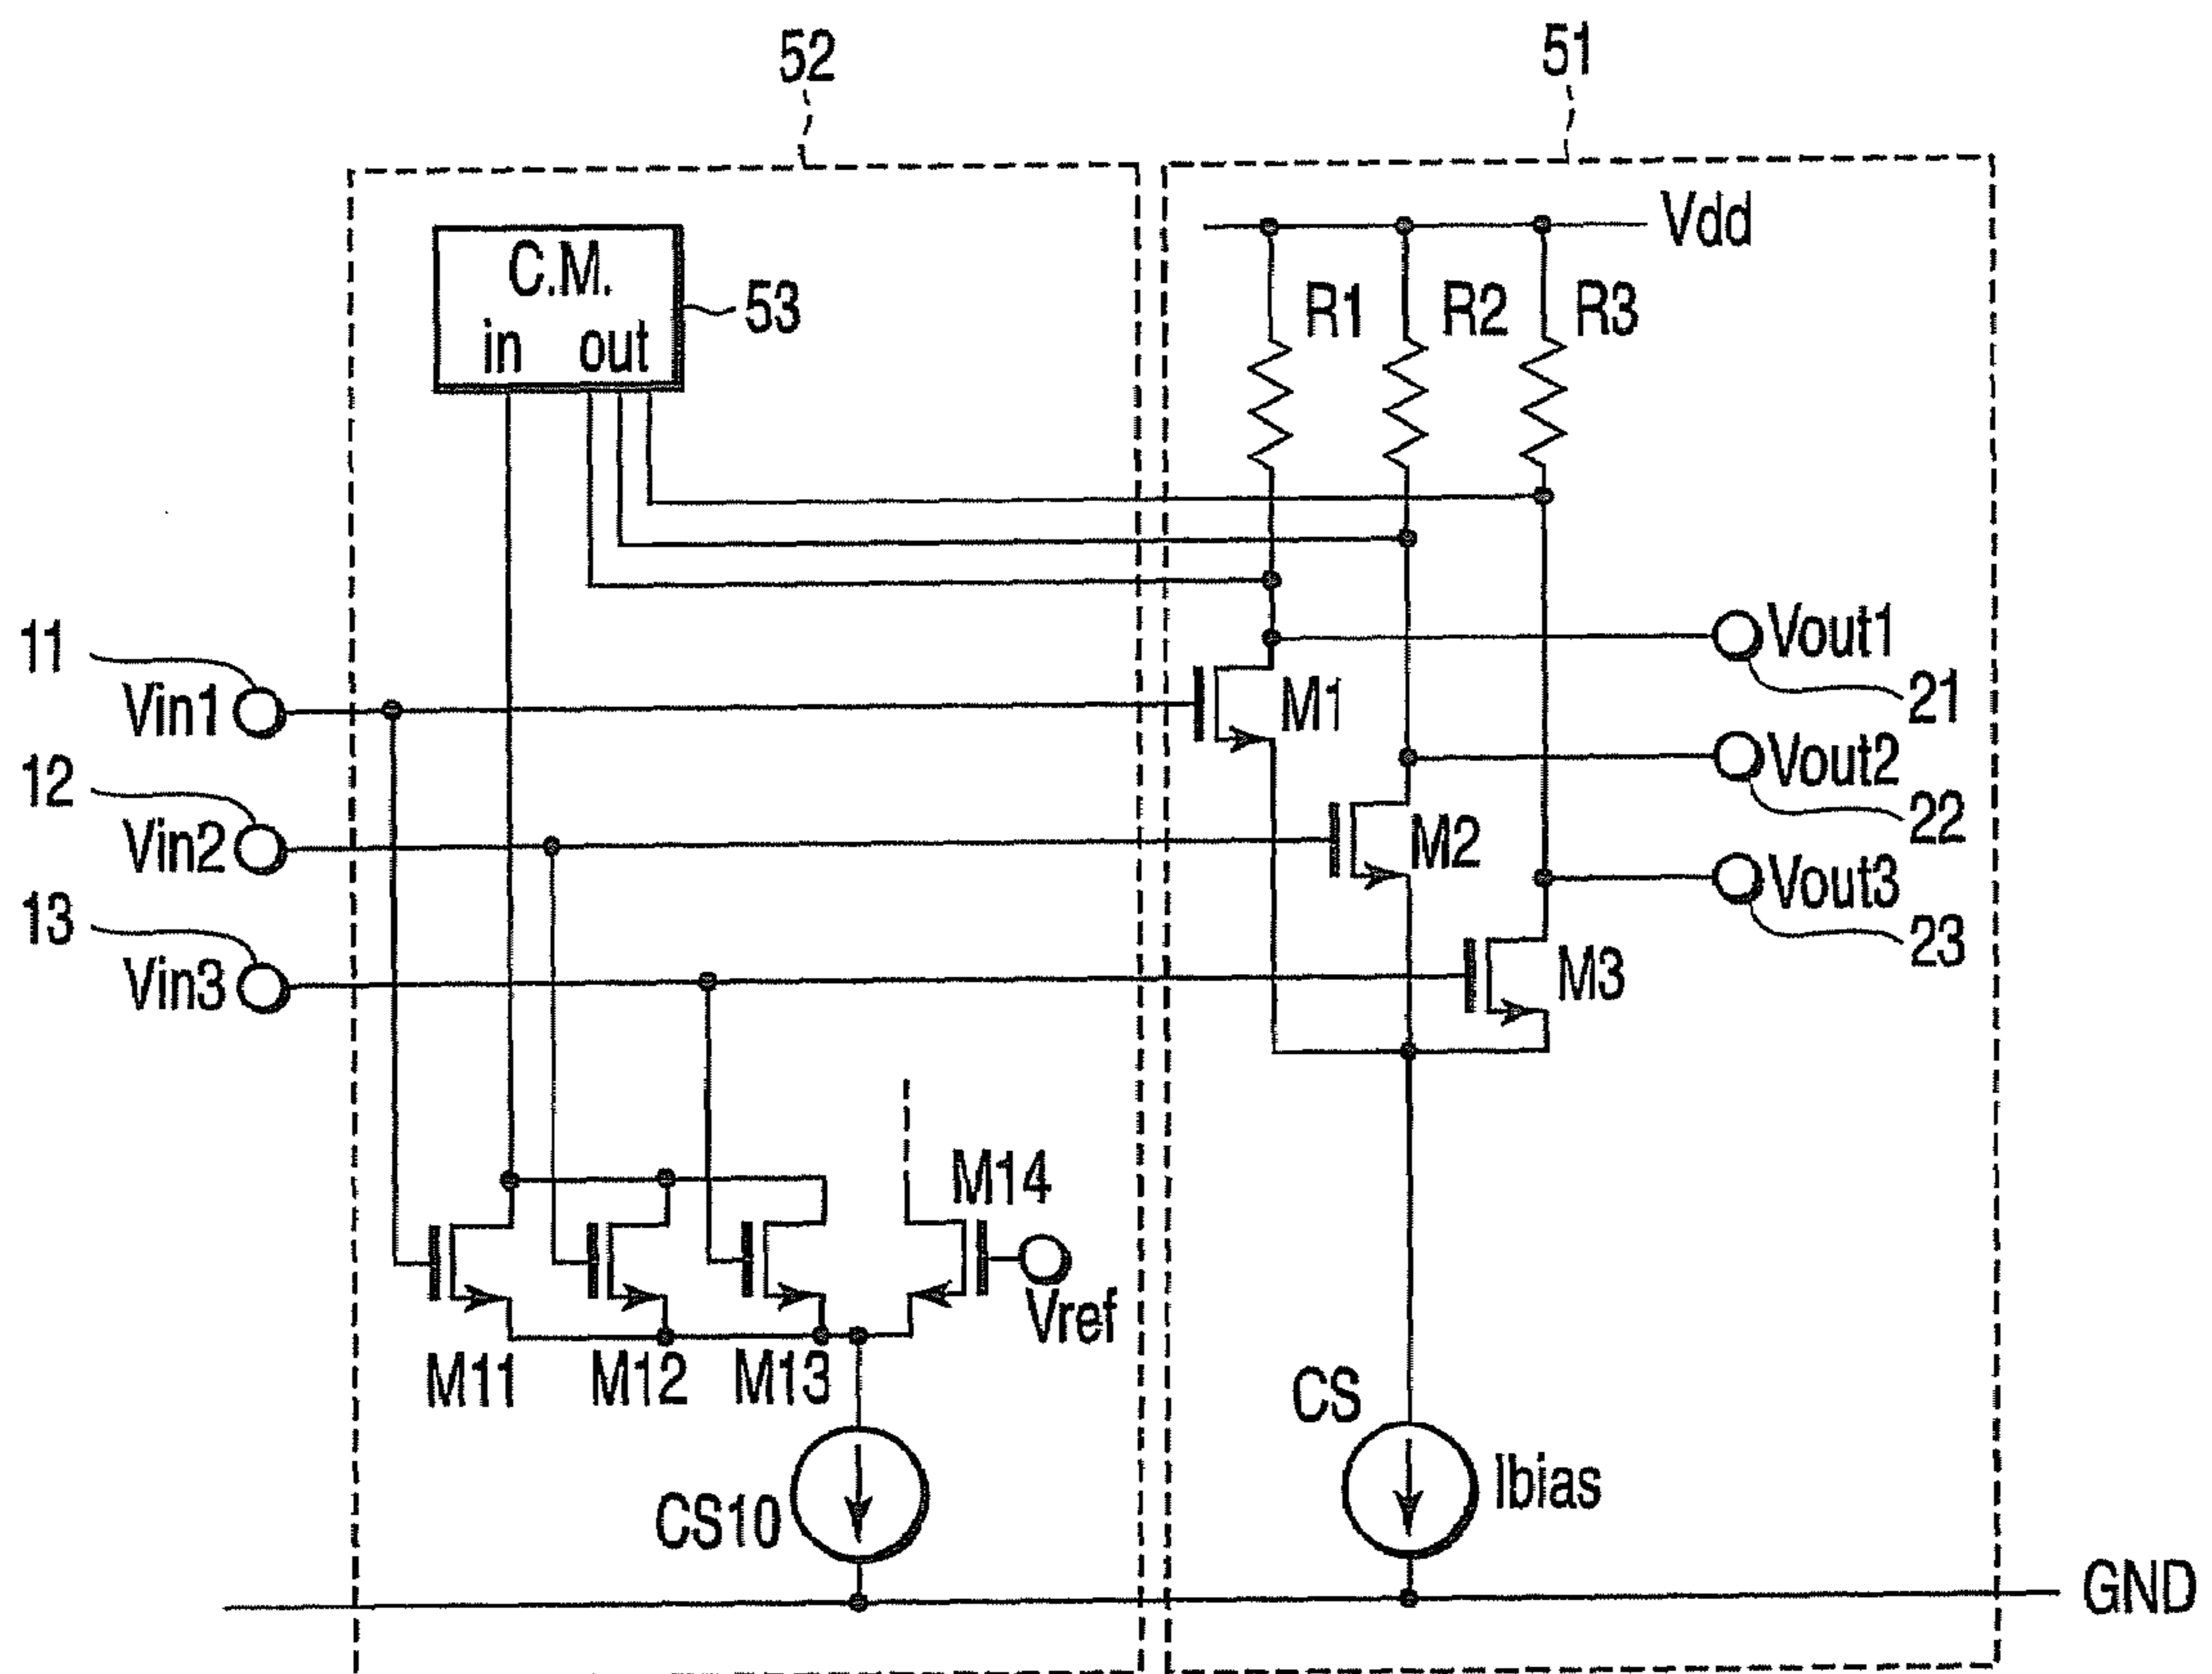 52
51
Vdd
C.M.
in out
53
R1
R2
R3
11
Vin1
Vout1
21
M1
12
Vin2
Vout2
22
M2
13
Vin3
Vout3
23
M3
M14
Vref
M11
M12
M13
CS
CS10
Ibias
GND